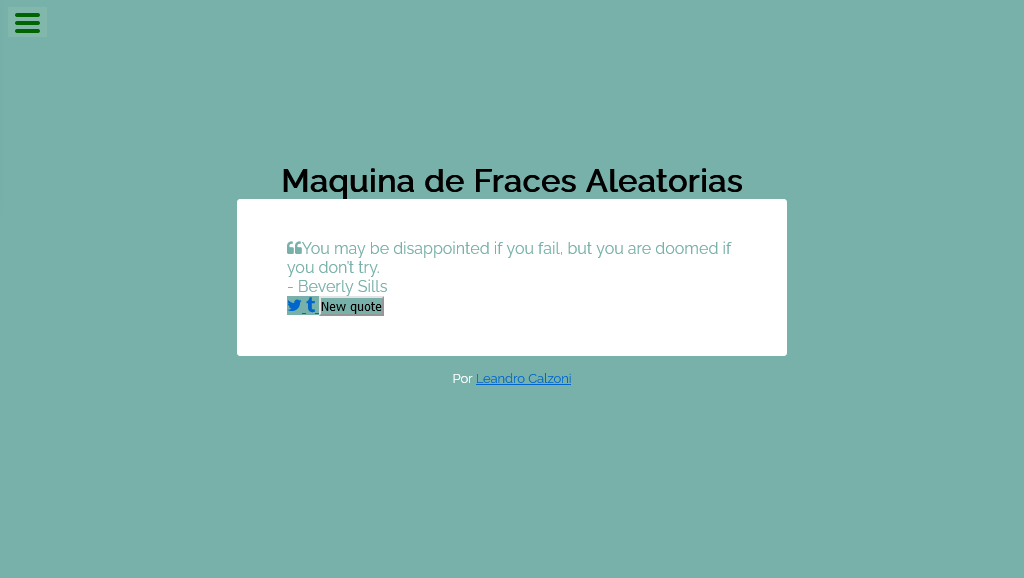 Maquina de Fraces Aleatorias
You may be disappointed if you fail, but you are doomed if
you don't try.
- Beverly Sills
New quote
Por Leandro Calzoni